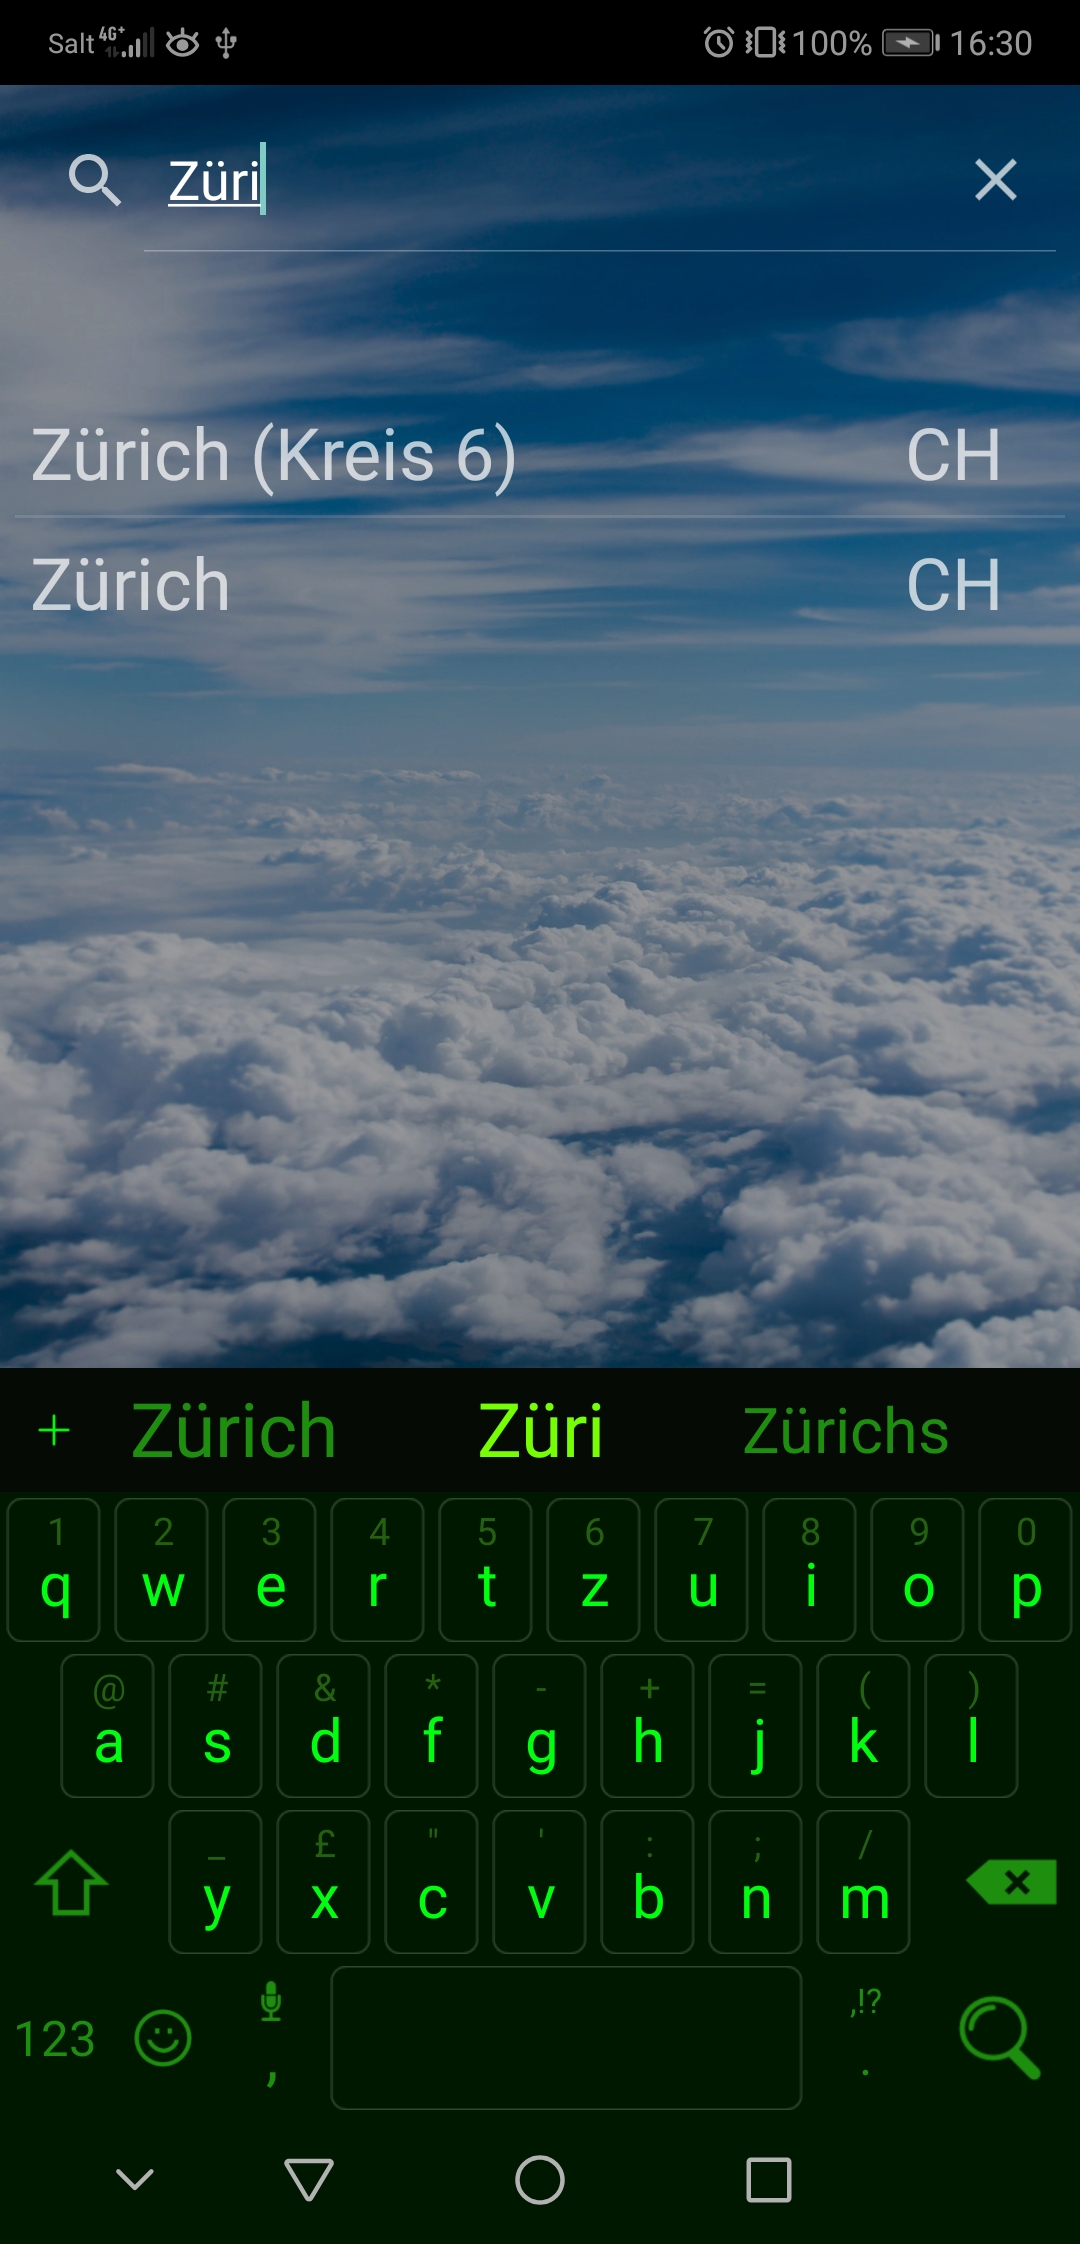 Salt 4G+ 100% 16:30
Züri
Zürich (Kreis 6) CH
Zürich CH
+ Zürich Züri Zürichs
1 2 3 4 5 6 7 8 9 0
q w e r t z u i o p
@ # & * - + = ( )
a s d f g h j k l
_ £ " ' : ; /
y x c v b n m
,!?
123 , .